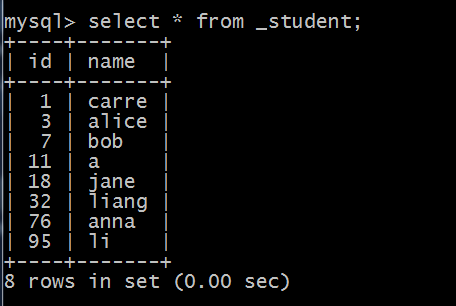 mysql> select * from _student;
+----+-------+
| id | name  |
+----+-------+
|  1 | carre |
|  3 | alice |
|  7 | bob   |
| 11 | a     |
| 18 | jane  |
| 32 | liang |
| 76 | anna  |
| 95 | li    |
+----+-------+
8 rows in set (0.00 sec)